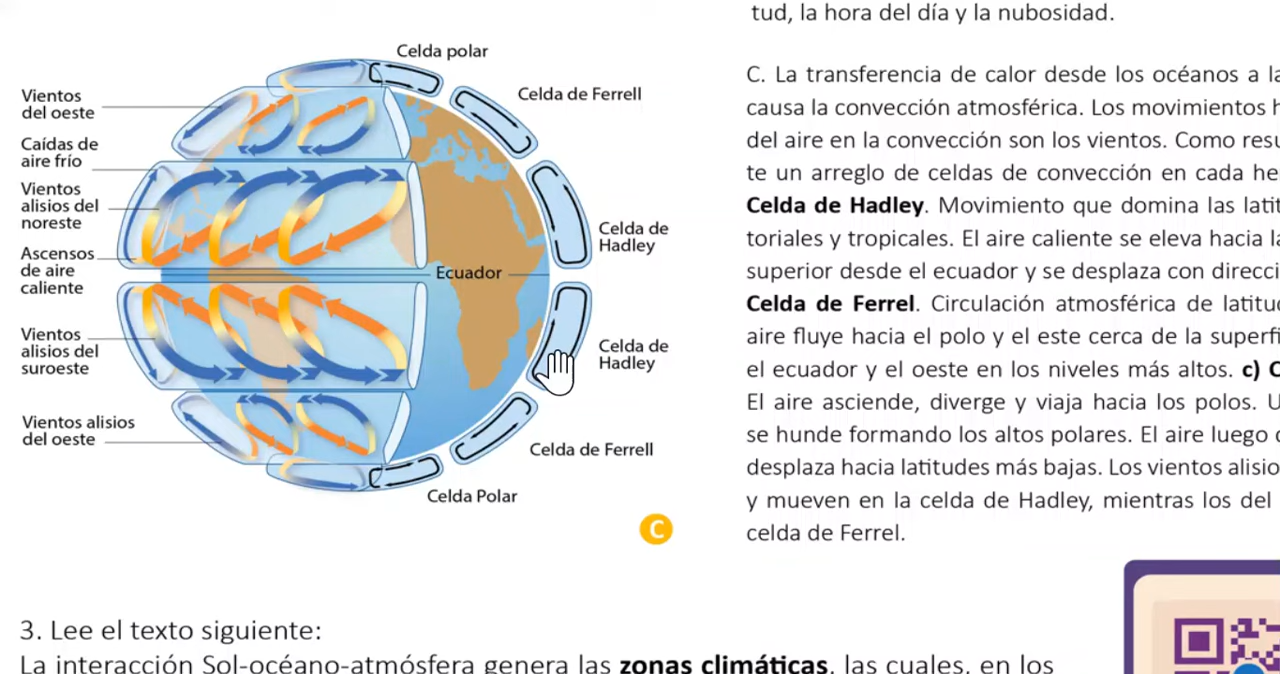 Celda polar
Celda de Ferrell
Vientos
del oeste
Caídas de
aire frío
Vientos
alisios del
noreste
Celda de
Hadley
Ascensos
de aire
caliente
Ecuador
Vientos
alisios del
suroeste
Celda de
Hadley
Vientos alisios
del oeste
Celda de Ferrell
Celda Polar
C
tud, la hora del día y la nubosidad.
C. La transferencia de calor desde los océanos a
causa la convección atmosférica. Los movimientos
del aire en la convección son los vientos. Como
te un arreglo de celdas de convección en cada
Celda de Hadley. Movimiento que domina las
toriales y tropicales. El aire caliente se eleva hacia
superior desde el ecuador y se desplaza con
Celda de Ferrel. Circulación atmosférica de
aire fluye hacia el polo y el este cerca de la
el ecuador y el oeste en los niveles más altos. c)
El aire asciende, diverge y viaja hacia los polos.
se hunde formando los altos polares. El aire luego
desplaza hacia latitudes más bajas. Los vientos
y mueven en la celda de Hadley, mientras los del
celda de Ferrel.
3. Lee el texto siguiente:
La interacción Sol-océano-atmósfera genera las zonas climáticas, las cuales, en los